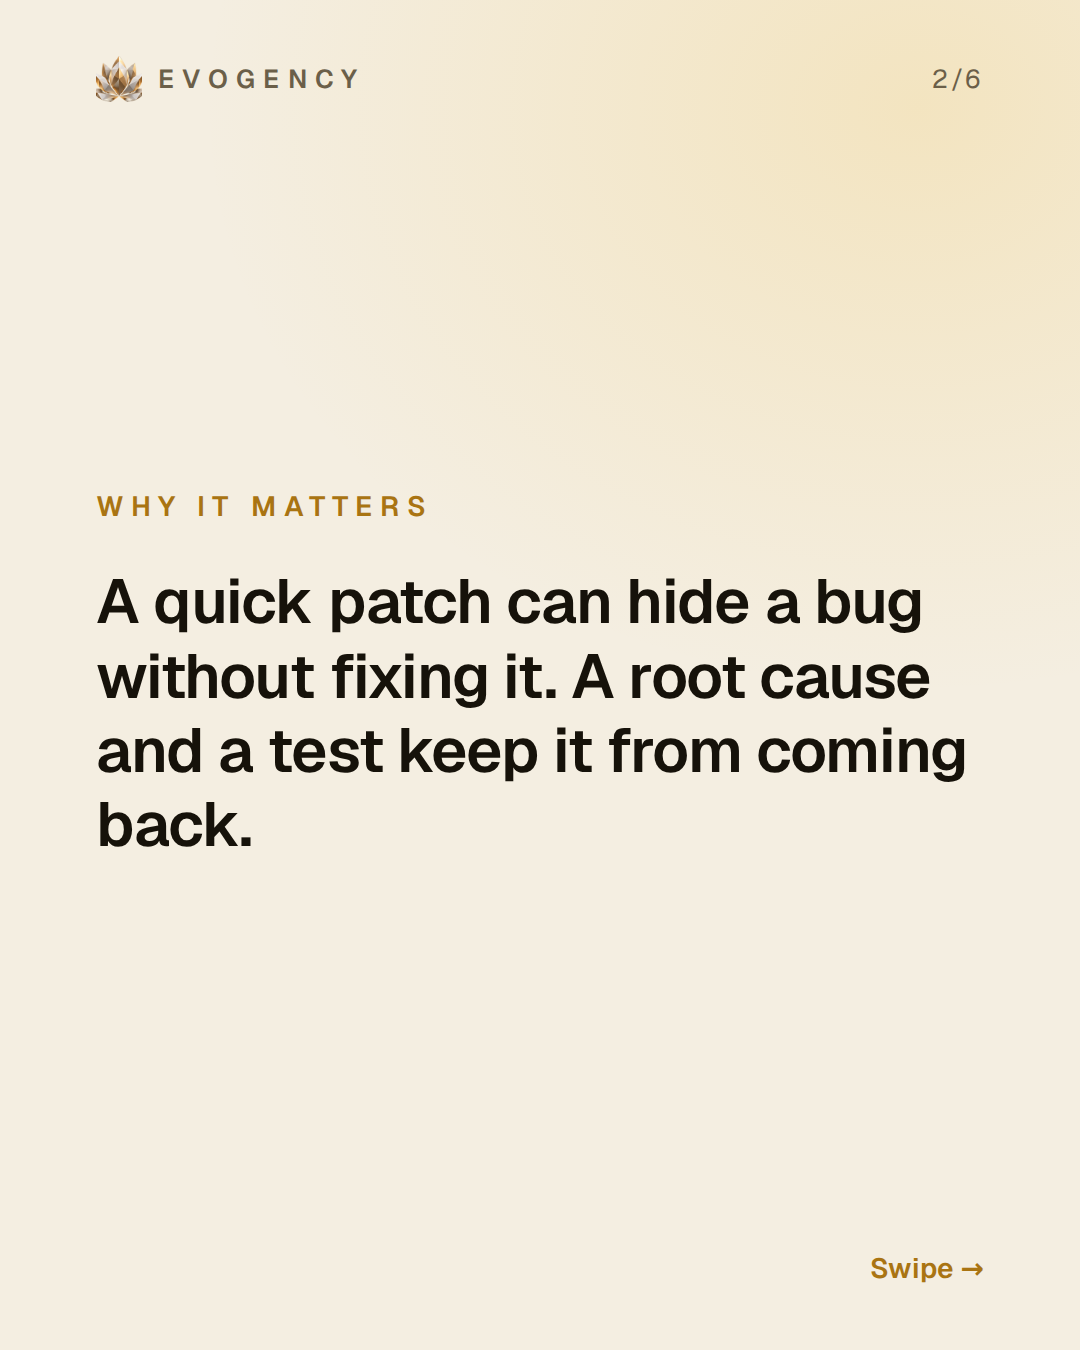 EVOGENCY
2/6
WHY IT MATTERS
A quick patch can hide a bug
without fixing it. A root cause
and a test keep it from coming
back.
Swipe →